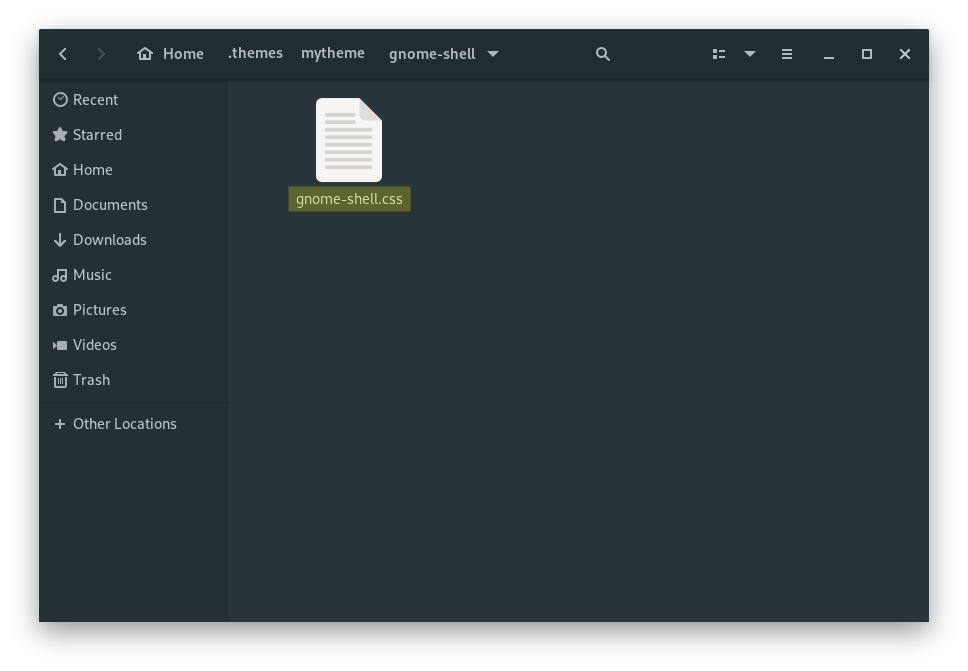 Home .themes mytheme gnome-shell
Recent
Starred
Home
Documents
Downloads
Music
Pictures
Videos
Trash
Other Locations
gnome-shell.css